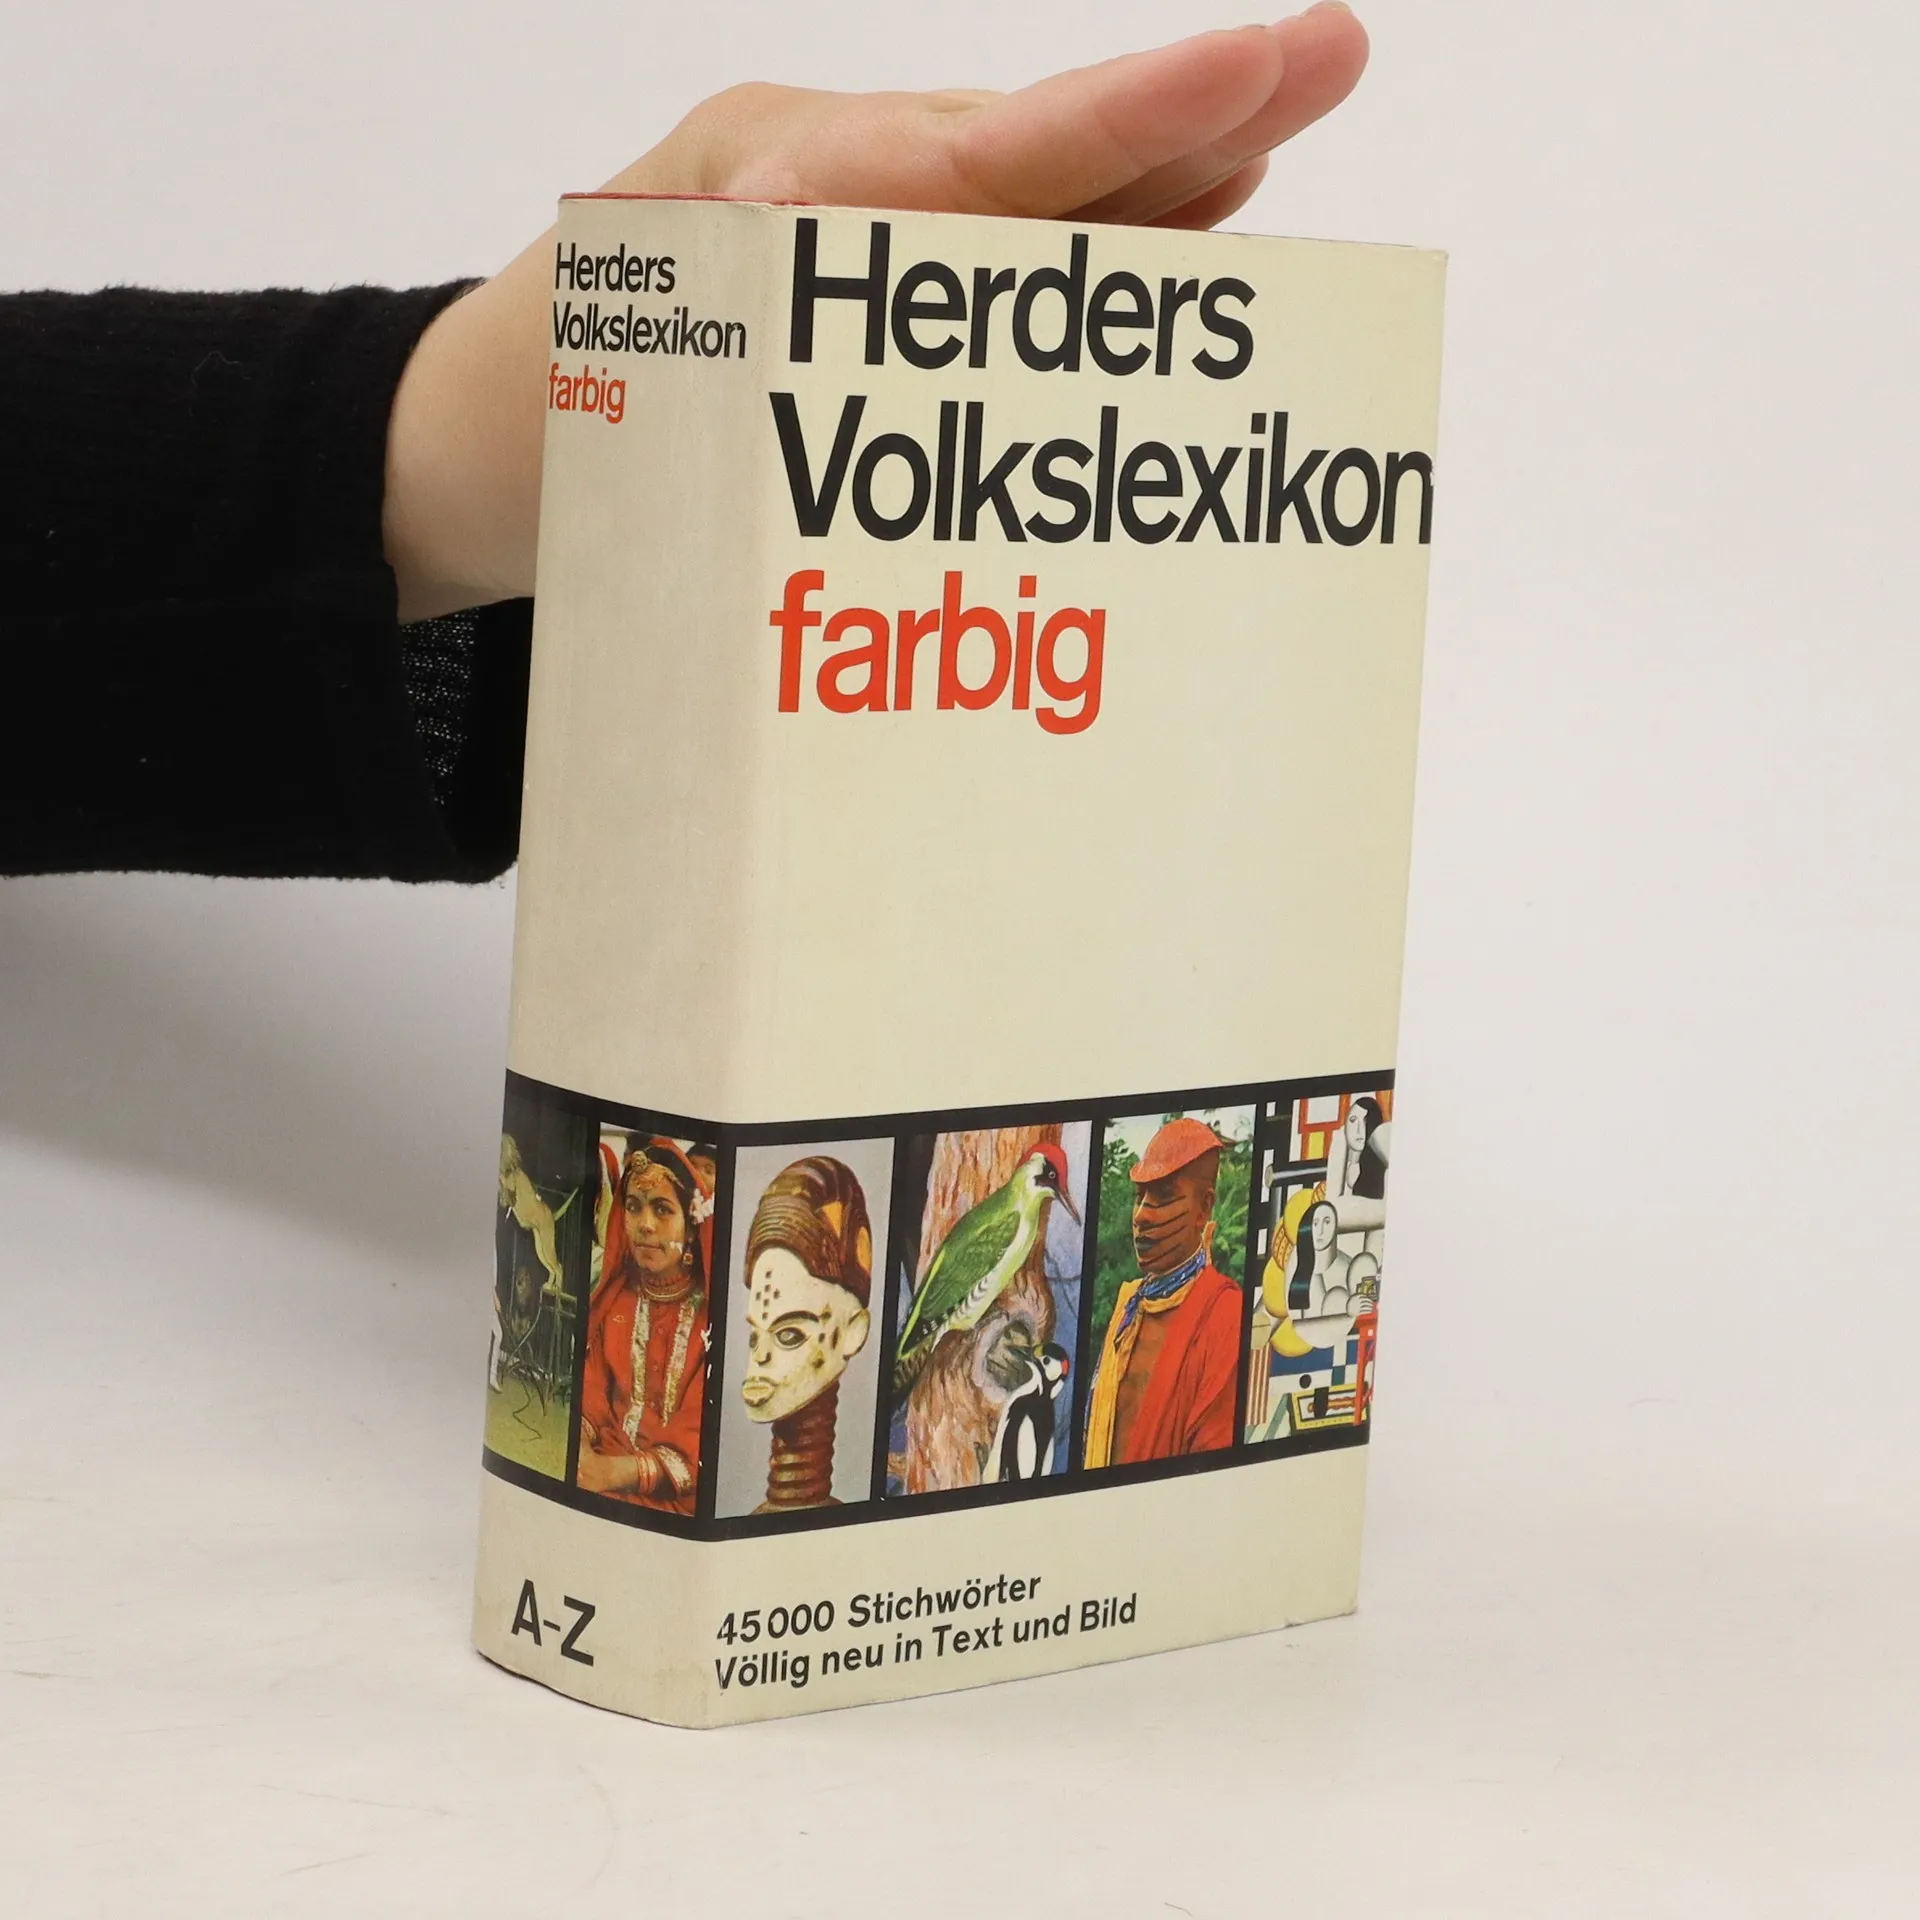 Herders
Volkslexikon
farbig
A-Z
Herders
Volkslexikon
farbig
45000 Stichwörter
Völlig neu in Text und Bild